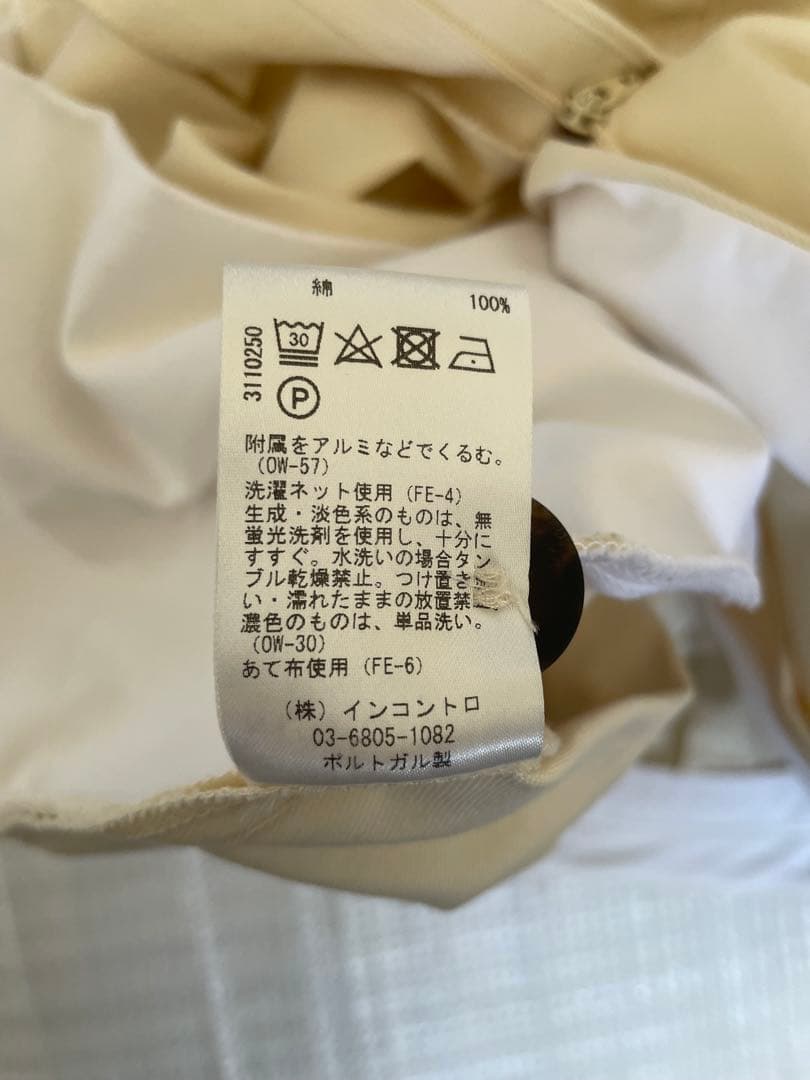 綿 100%
3110250
30
P
附属をアルミなどでくるむ。
(OW-57)
洗濯ネット使用(FE-4)
生成・淡色系のものは、無
蛍光洗剤を使用し、十分に
すすぐ。水洗いの場合タン
ブル乾燥禁止。つけ置き
い・濡れたままの放置禁
濃色のものは、単品洗い。
(OW-30)
あて布使用(FE-6)
(株)インコントロ
03-6805-1082
ポルトガル製